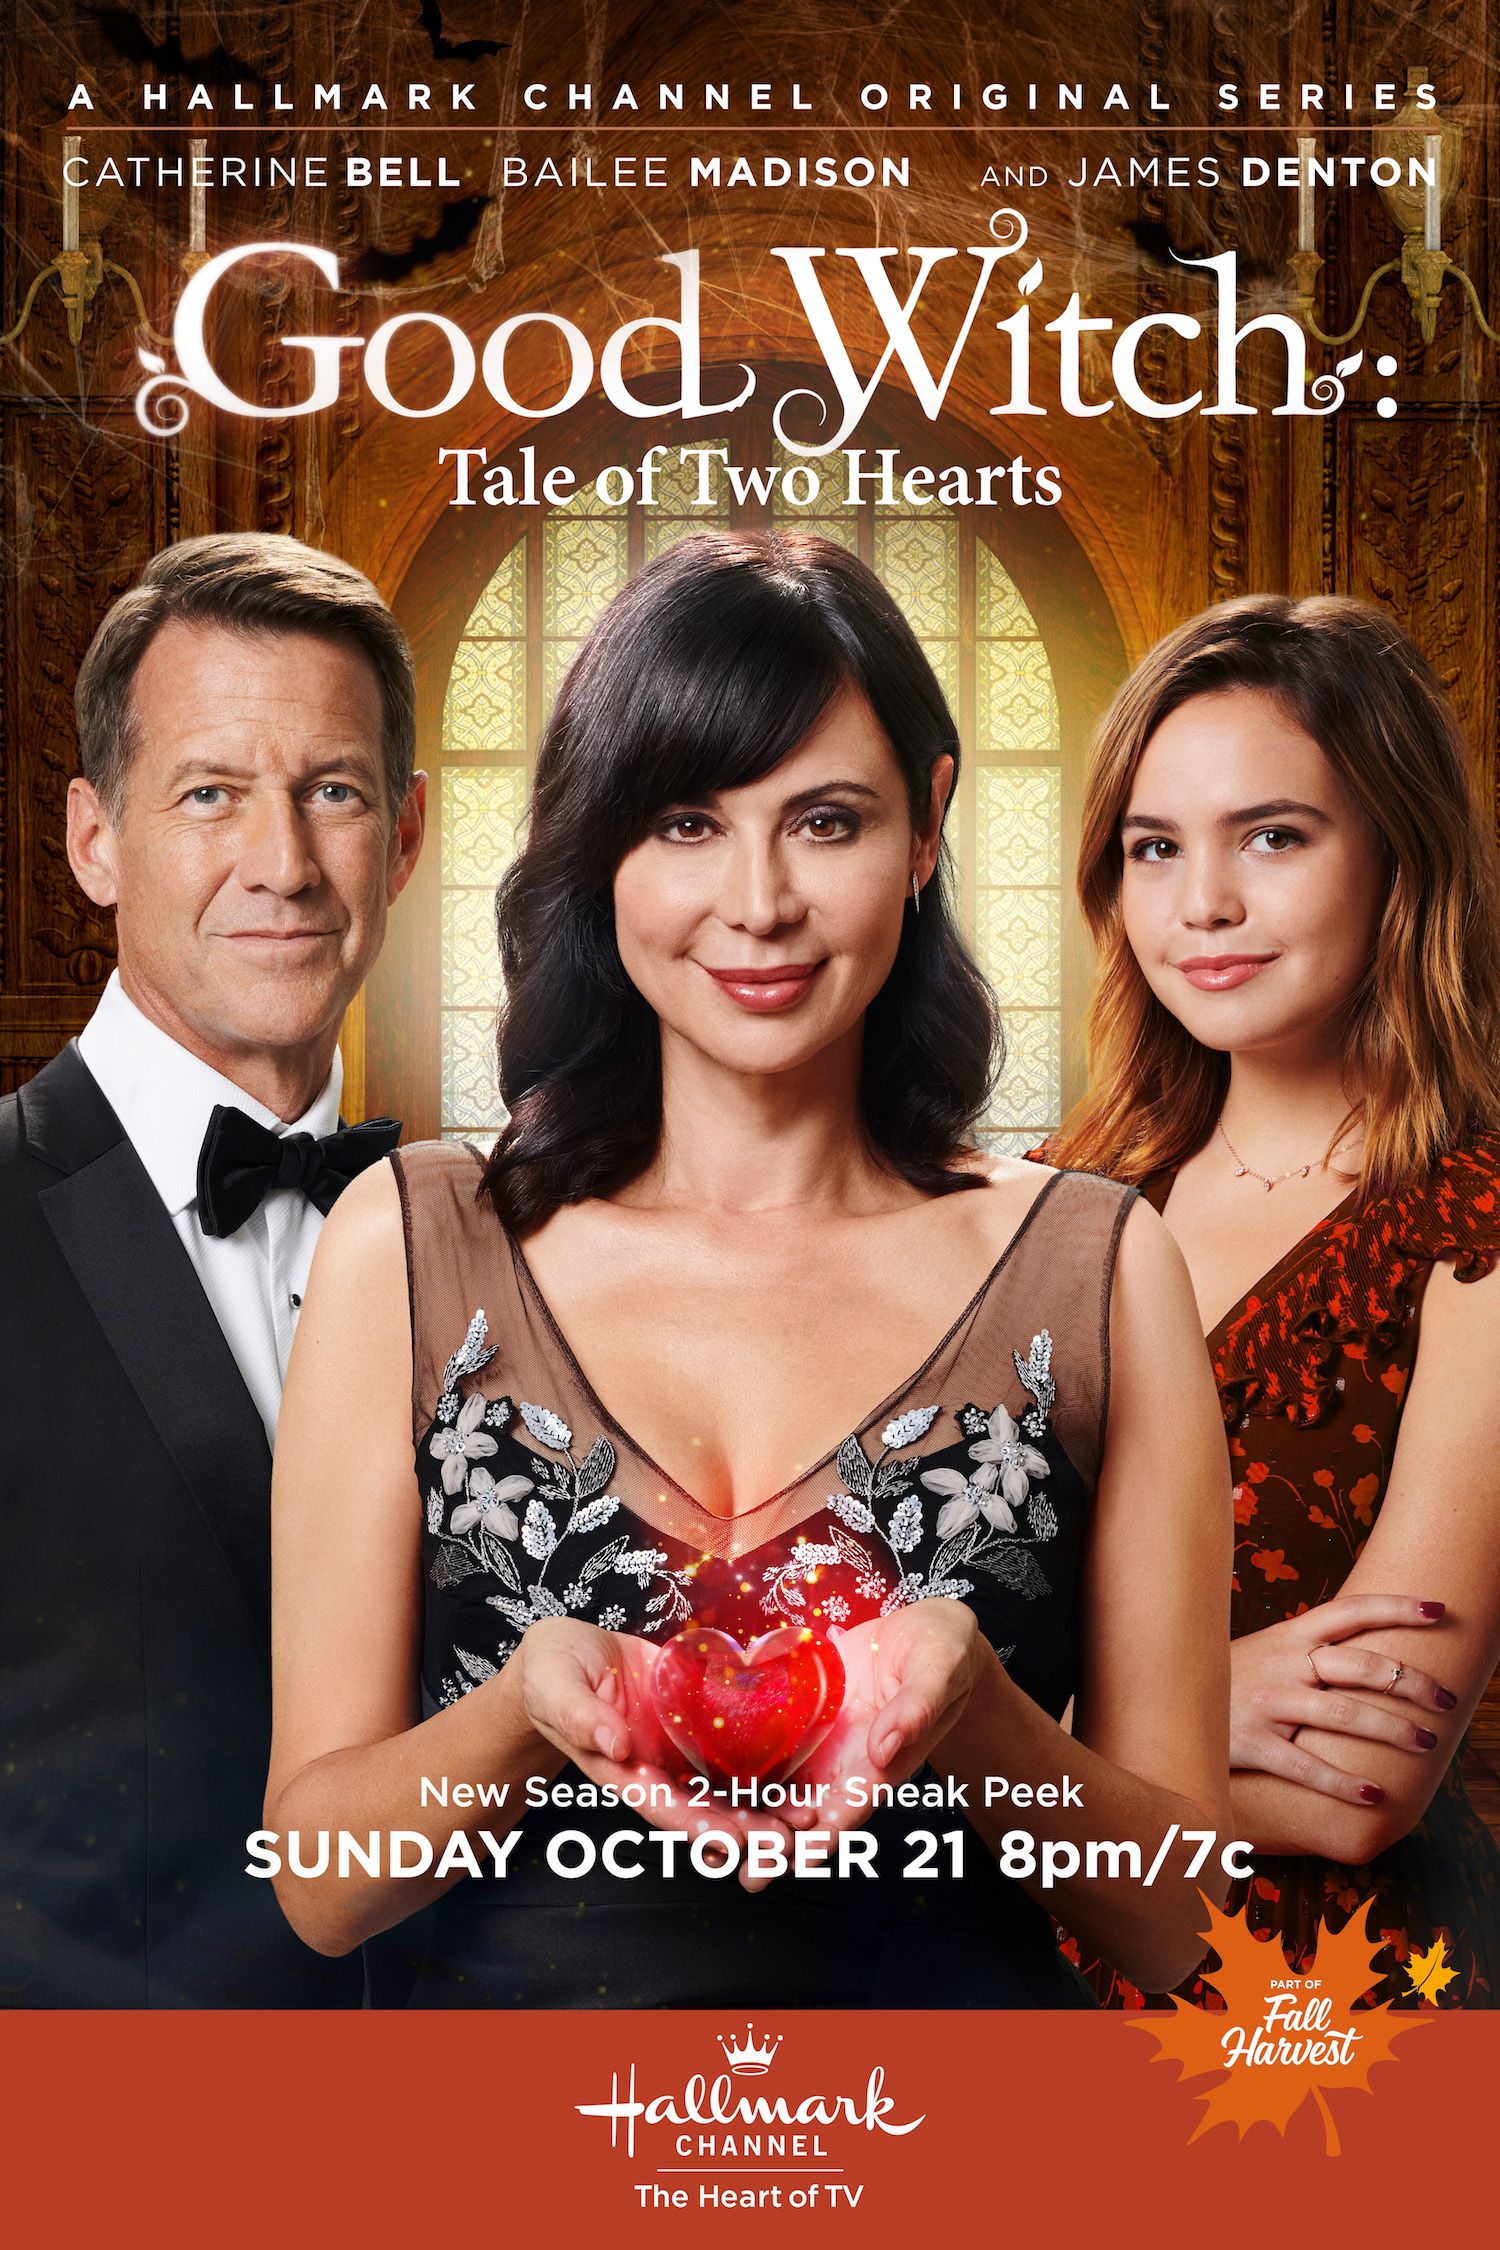 A HALLMARK CHANNEL ORIGINAL SERIES
CATHERINE BELL BAILEE MADISON AND JAMES DENTON
Good Witch:
Tale of Two Hearts
New Season 2-Hour Sneak Peek
SUNDAY OCTOBER 21 8pm/7c
PART OF
Fall
Harvest
Hallmark
CHANNEL
The Heart of TV